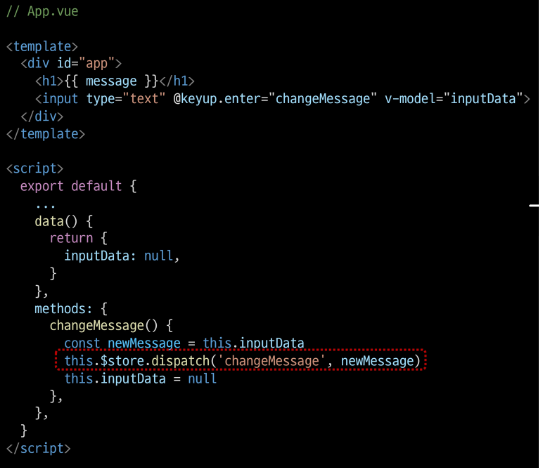 // App.vue
<template>
<div id="app">
<h1>{{ message }}</h1>
<input type="text" @keyup.enter="changeMessage" v-model="inputData">
</div>
</template>
<script>
export default {
...
data() {
return {
inputData: null,
}
},
methods: {
changeMessage() {
const newMessage = this.inputData
this.$store.dispatch('changeMessage', newMessage)
this.inputData = null
},
},
}
</script>